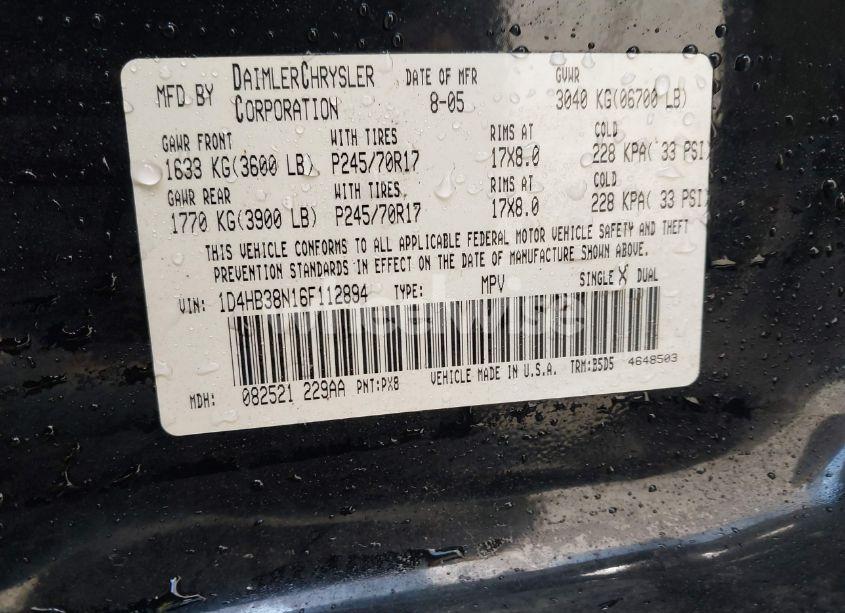 MFD. BY DAIMLERCHRYSLER CORPORATION DATE OF MFR 8-05 GVWR 3040 KG(06700 LB)
GAWR FRONT WITH TIRES RIMS AT COLD
1633 KG(3600 LB) P245/70R17 17X8.0 228 KPA( 33 PSI)
GAWR REAR WITH TIRES RIMS AT COLD
1770 KG(3900 LB) P245/70R17 17X8.0 228 KPA( 33 PSI)
THIS VEHICLE CONFORMS TO ALL APPLICABLE FEDERAL MOTOR VEHICLE SAFETY AND THEFT
PREVENTION STANDARDS IN EFFECT ON THE DATE OF MANUFACTURE SHOWN ABOVE.
VIN: 1D4HB38N16F112894 TYPE: MPV SINGLE X DUAL
wheelwise
MDH: 082521 229AA PNT:PX8 VEHICLE MADE IN U.S.A. TRM:B5D5 4648503